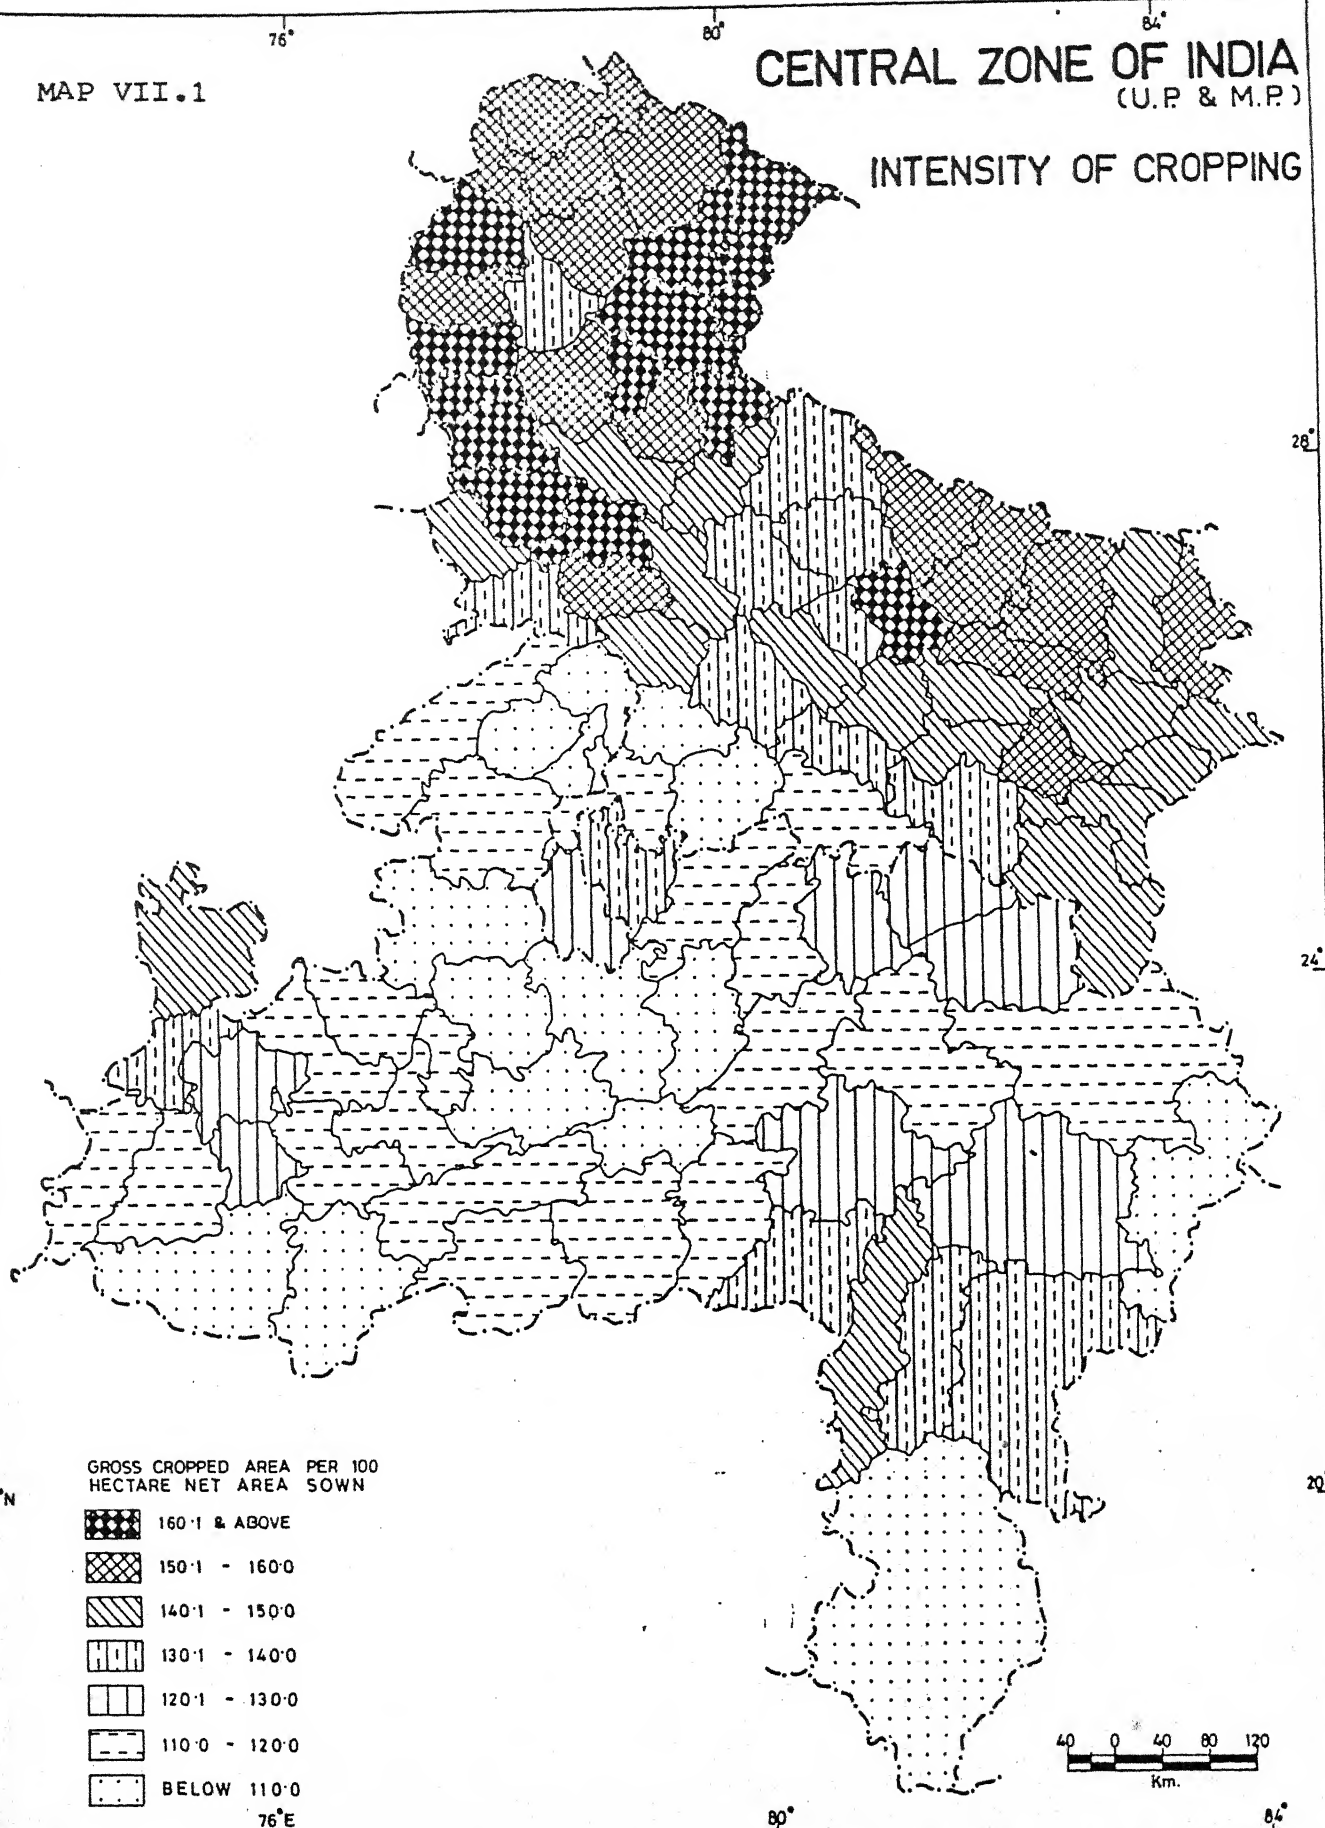 76°
80°
84°
MAP VII.1
CENTRAL ZONE OF INDIA
(U.P. & M.P.)
INTENSITY OF CROPPING
28°
24°
GROSS CROPPED AREA PER 100
HECTARE NET AREA SOWN
°N
20
160·1 & ABOVE
150·1 - 160·0
140·1 - 150·0
130·1 - 140·0
120·1 - 130·0
110·0 - 120·0
BELOW 110·0
40 0 40 80 120
Km.
76°E
80°
84°